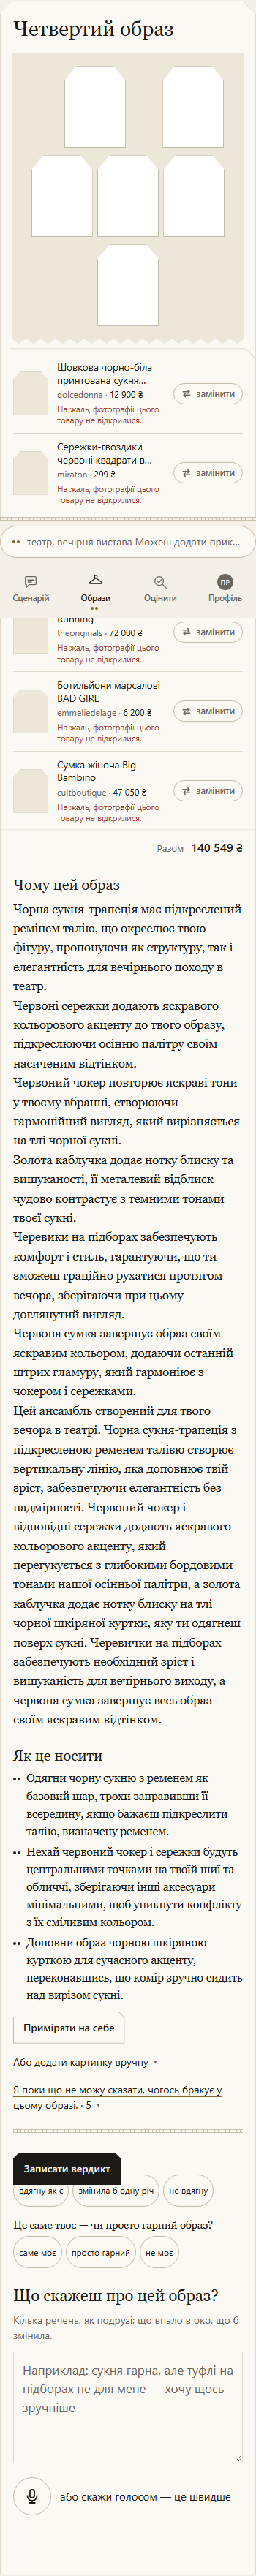 Четвертий образ
Шовкова чорно-біла
принтована сукня…
dolcedonna · 12 900 ₴
На жаль, фотографії цього
товару не відкрилися.
замінити
Сережки-гвоздики
червоні квадрати в…
miraton · 299 ₴
На жаль, фотографії цього
товару не відкрилися.
замінити
театр, вечірня вистава Можеш додати прик…
Сценарій
Образи
Оцінити
ПР
Профіль
Running
theoriginals · 72 000 ₴
На жаль, фотографії цього
товару не відкрилися.
замінити
Ботильйони марсалові
BAD GIRL
emmeliedelage · 6 200 ₴
На жаль, фотографії цього
товару не відкрилися.
замінити
Сумка жіноча Big
Bambino
cultboutique · 47 050 ₴
На жаль, фотографії цього
товару не відкрилися.
замінити
Разом 140 549 ₴
Чому цей образ
Чорна сукня-трапеція має підкреслений
ремінем талію, що окреслює твою
фігуру, пропонуючи як структуру, так і
елегантність для вечірнього походу в
театр.
Червоні сережки додають яскравого
кольорового акценту до твого образу,
підкреслюючи осінню палітру своїм
насиченим відтінком.
Червоний чокер повторює яскраві тони
у твоєму вбранні, створюючи
гармонійний вигляд, який вирізняється
на тлі чорної сукні.
Золота каблучка додає нотку блиску та
вишуканості, її металевий відблиск
чудово контрастує з темними тонами
твоєї сукні.
Черевики на підборах забезпечують
комфорт і стиль, гарантуючи, що ти
зможеш граційно рухатися протягом
вечора, зберігаючи при цьому
доглянутий вигляд.
Червона сумка завершує образ своїм
яскравим кольором, додаючи останній
штрих гламуру, який гармоніює з
чокером і сережками.
Цей ансамбль створений для твого
вечора в театрі. Чорна сукня-трапеція з
підкресленою ременем талією створює
вертикальну лінію, яка доповнює твій
зріст, забезпечуючи елегантність без
надмірності. Червоний чокер і
відповідні сережки додають яскравого
кольорового акценту, який
перегукується з глибокими бордовими
тонами нашої осінньої палітри, а золота
каблучка додає нотку блиску на тлі
чорної шкіряної куртки, яку ти одягнеш
поверх сукні. Черевички на підборах
забезпечують необхідний зріст і
вишуканість для вечірнього виходу, а
червона сумка завершує весь образ
своїм яскравим відтінком.
Як це носити
Одягни чорну сукню з ременем як
базовий шар, трохи заправивши її
всередину, якщо бажаєш підкреслити
талію, визначену ременем.
Нехай червоний чокер і сережки будуть
центральними точками на твоїй шиї та
обличчі, зберігаючи інші аксесуари
мінімальними, щоб уникнути конфлікту
з їх сміливим кольором.
Доповни образ чорною шкіряною
курткою для сучасного акценту,
переконавшись, що комір зручно сидить
над вирізом сукні.
Приміряти на себе
Або додати картинку вручну
Я поки що не можу сказати, чогось бракує у
цьому образі. · 5
Записати вердикт
вдягну як є
змінила б одну річ
не вдягну
Це саме твоє — чи просто гарний образ?
саме моє
просто гарний
не моє
Що скажеш про цей образ?
Кілька речень, як подрузі: що впало в око, що б
змінила.
Наприклад: сукня гарна, але туфлі на
підборах не для мене — хочу щось
зручніше
або скажи голосом — це швидше